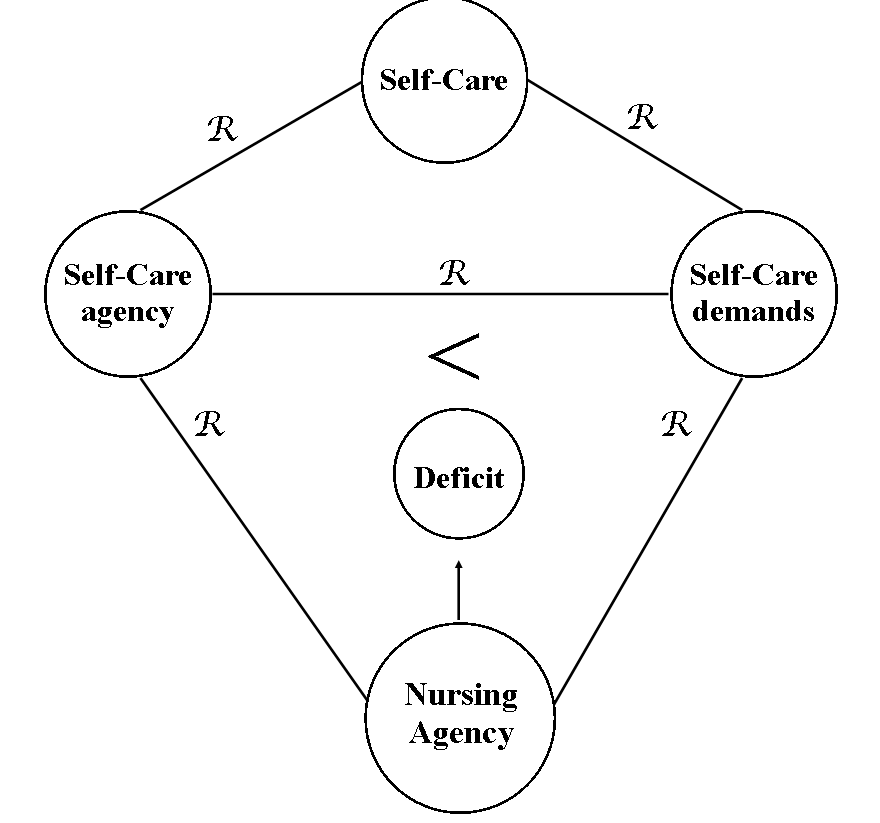 Self-Care
ℛ
ℛ
Self-Care
agency
ℛ
Self-Care
demands
<
ℛ
ℛ
Deficit
Nursing
Agency